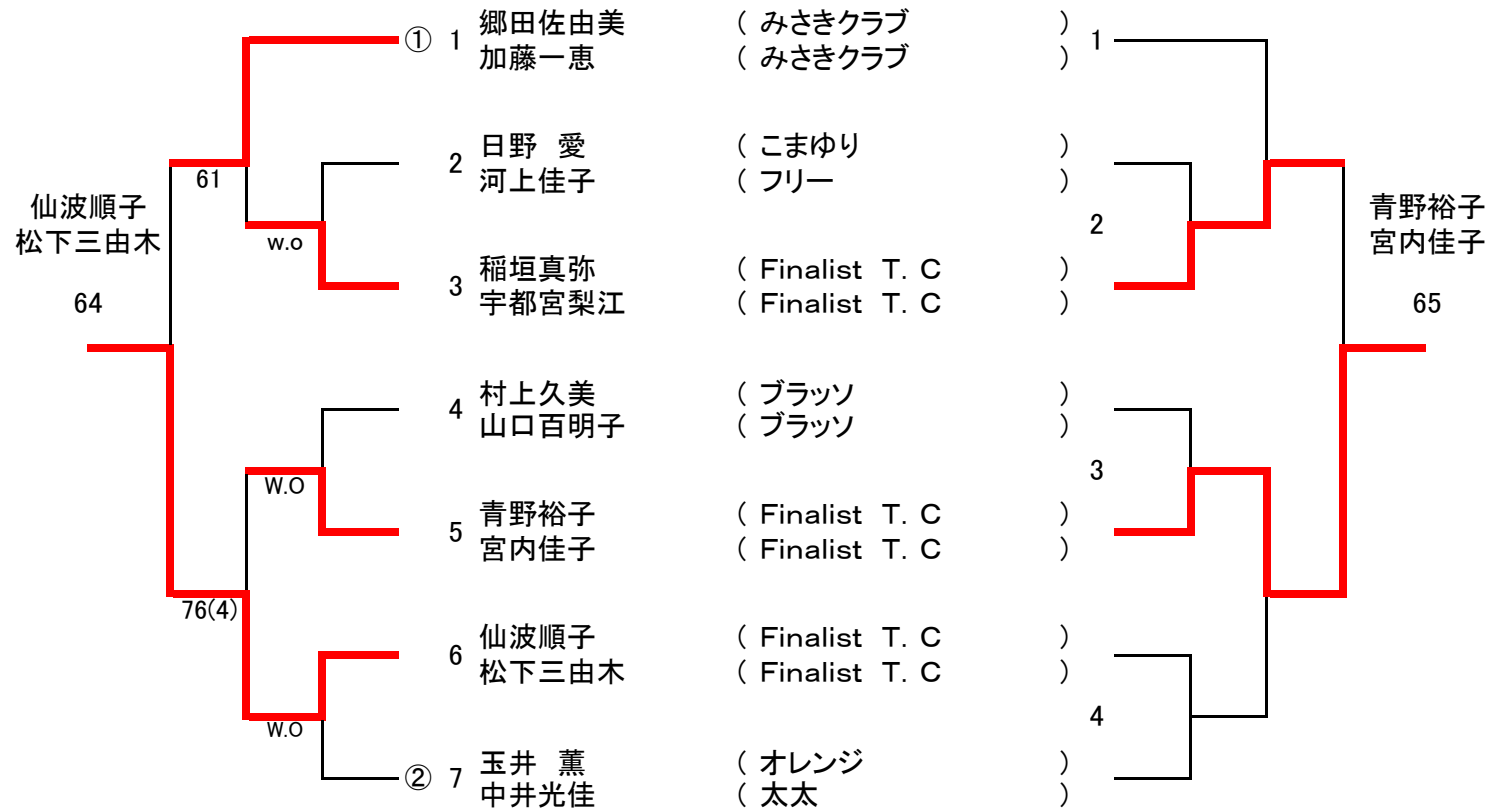 ① 1 郷田佐由美 ( みさきクラブ ) 1
加藤一恵 ( みさきクラブ )
2 日野 愛 ( こまゆり )
河上佳子 ( フリー )
61
仙波順子
松下三由木
青野裕子
宮内佳子
w.o
2
3 稲垣真弥 ( Finalist T. C )
宇都宮梨江 ( Finalist T. C )
64
65
4 村上久美 ( ブラッソ )
山口百明子 ( ブラッソ )
W.O
3
5 青野裕子 ( Finalist T. C )
宮内佳子 ( Finalist T. C )
76(4)
6 仙波順子 ( Finalist T. C )
松下三由木 ( Finalist T. C )
W.O
4
② 7 玉井 薫 ( オレンジ )
中井光佳 ( 太太 )